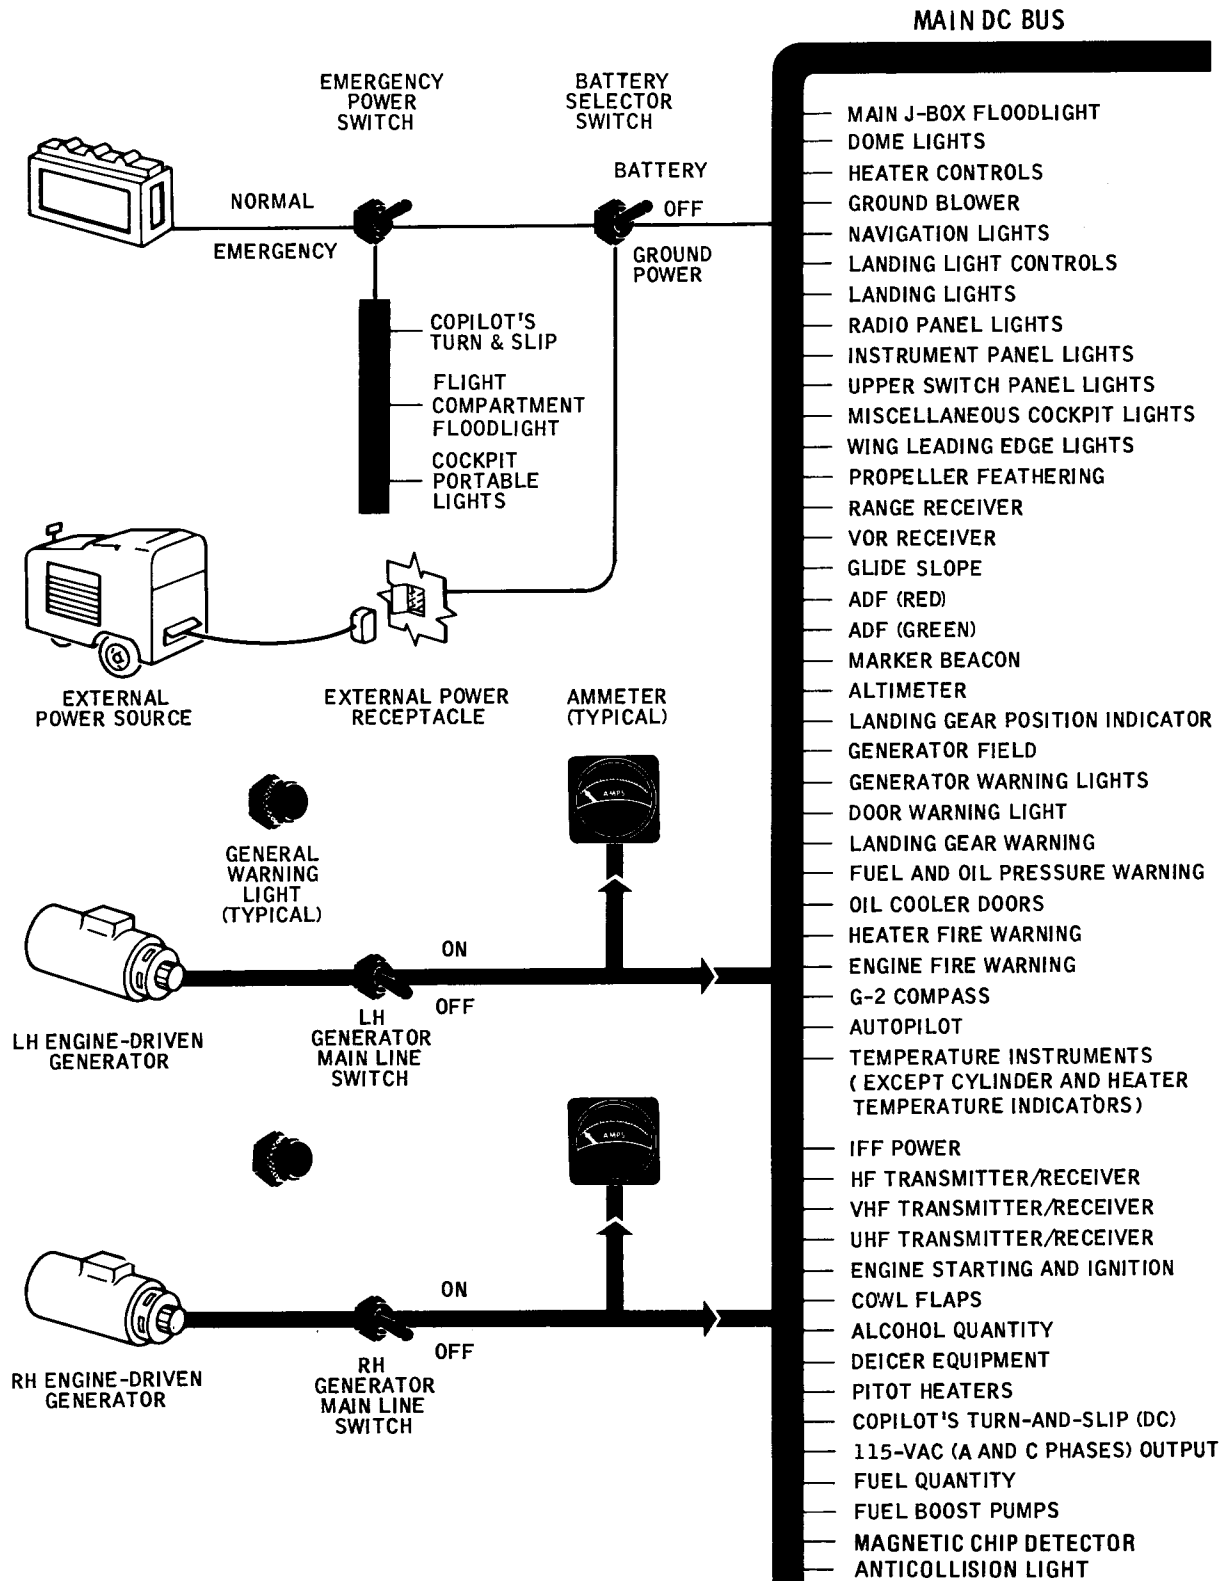 MAIN DC BUS
EMERGENCY
POWER
SWITCH
BATTERY
SELECTOR
SWITCH
NORMAL
EMERGENCY
BATTERY
OFF
GROUND
POWER
COPILOT'S
TURN & SLIP
FLIGHT
COMPARTMENT
FLOODLIGHT
COCKPIT
PORTABLE
LIGHTS
EXTERNAL
POWER SOURCE
EXTERNAL POWER
RECEPTACLE
AMMETER
(TYPICAL)
AMPS
GENERAL
WARNING
LIGHT
(TYPICAL)
ON
OFF
LH ENGINE-DRIVEN
GENERATOR
LH
GENERATOR
MAIN LINE
SWITCH
AMPS
ON
OFF
RH ENGINE-DRIVEN
GENERATOR
RH
GENERATOR
MAIN LINE
SWITCH
MAIN J-BOX FLOODLIGHT
DOME LIGHTS
HEATER CONTROLS
GROUND BLOWER
NAVIGATION LIGHTS
LANDING LIGHT CONTROLS
LANDING LIGHTS
RADIO PANEL LIGHTS
INSTRUMENT PANEL LIGHTS
UPPER SWITCH PANEL LIGHTS
MISCELLANEOUS COCKPIT LIGHTS
WING LEADING EDGE LIGHTS
PROPELLER FEATHERING
RANGE RECEIVER
VOR RECEIVER
GLIDE SLOPE
ADF (RED)
ADF (GREEN)
MARKER BEACON
ALTIMETER
LANDING GEAR POSITION INDICATOR
GENERATOR FIELD
GENERATOR WARNING LIGHTS
DOOR WARNING LIGHT
LANDING GEAR WARNING
FUEL AND OIL PRESSURE WARNING
OIL COOLER DOORS
HEATER FIRE WARNING
ENGINE FIRE WARNING
G-2 COMPASS
AUTOPILOT
TEMPERATURE INSTRUMENTS
(EXCEPT CYLINDER AND HEATER
TEMPERATURE INDICATORS)
IFF POWER
HF TRANSMITTER/RECEIVER
VHF TRANSMITTER/RECEIVER
UHF TRANSMITTER/RECEIVER
ENGINE STARTING AND IGNITION
COWL FLAPS
ALCOHOL QUANTITY
DEICER EQUIPMENT
PITOT HEATERS
COPILOT'S TURN-AND-SLIP (DC)
115-VAC (A AND C PHASES) OUTPUT
FUEL QUANTITY
FUEL BOOST PUMPS
MAGNETIC CHIP DETECTOR
ANTICOLLISION LIGHT